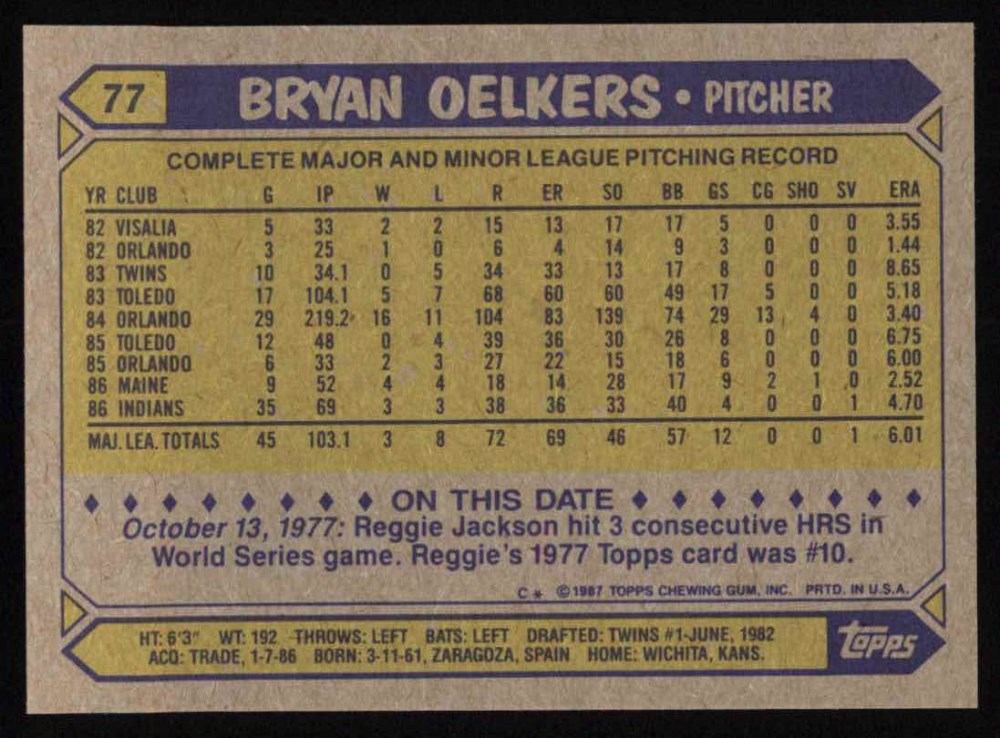 77 BRYAN OELKERS • PITCHER
COMPLETE MAJOR AND MINOR LEAGUE PITCHING RECORD
YR CLUB G IP W L R ER SO BB GS CG SHO SV ERA
82 VISALIA 5 33 2 2 15 13 17 17 5 0 0 0 3.55
82 ORLANDO 3 25 1 0 6 4 14 9 3 0 0 0 1.44
83 TWINS 10 34.1 0 5 34 33 13 17 8 0 0 0 8.65
83 TOLEDO 17 104.1 5 7 68 60 60 49 17 5 0 0 5.18
84 ORLANDO 29 219.2 16 11 104 83 139 74 29 13 4 0 3.40
85 TOLEDO 12 48 0 4 39 36 30 26 8 0 0 0 6.75
85 ORLANDO 6 33 2 3 27 22 15 18 6 0 0 0 6.00
86 MAINE 9 52 4 4 18 14 28 17 9 2 1 0 2.52
86 INDIANS 35 69 3 3 38 36 33 40 4 0 0 1 4.70
MAJ. LEA. TOTALS 45 103.1 3 8 72 69 46 57 12 0 0 1 6.01
ON THIS DATE
October 13, 1977: Reggie Jackson hit 3 consecutive HRS in
World Series game. Reggie's 1977 Topps card was #10.
C* ©1987 TOPPS CHEWING GUM, INC. PRTD. IN U.S.A.
HT: 6'3" WT: 192 THROWS: LEFT BATS: LEFT DRAFTED: TWINS #1-JUNE, 1982
ACQ: TRADE, 1-7-86 BORN: 3-11-61, ZARAGOZA, SPAIN HOME: WICHITA, KANS.
topps